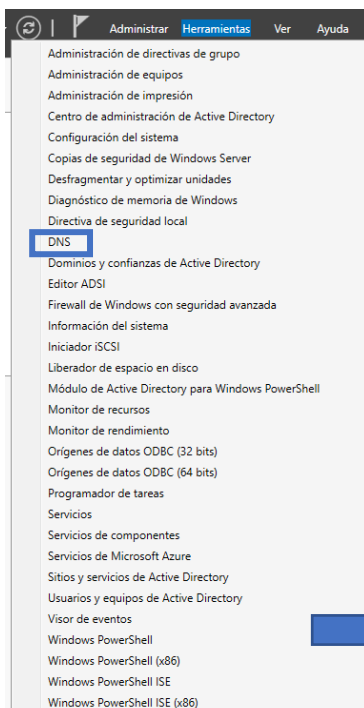 Administrar Herramientas Ver Ayuda
Administración de directivas de grupo
Administración de equipos
Administración de impresión
Centro de administración de Active Directory
Configuración del sistema
Copias de seguridad de Windows Server
Desfragmentar y optimizar unidades
Diagnóstico de memoria de Windows
Directiva de seguridad local
DNS
Dominios y confianzas de Active Directory
Editor ADSI
Firewall de Windows con seguridad avanzada
Información del sistema
Iniciador iSCSI
Liberador de espacio en disco
Módulo de Active Directory para Windows PowerShell
Monitor de recursos
Monitor de rendimiento
Orígenes de datos ODBC (32 bits)
Orígenes de datos ODBC (64 bits)
Programador de tareas
Servicios
Servicios de componentes
Servicios de Microsoft Azure
Sitios y servicios de Active Directory
Usuarios y equipos de Active Directory
Visor de eventos
Windows PowerShell
Windows PowerShell (x86)
Windows PowerShell ISE
Windows PowerShell ISE (x86)